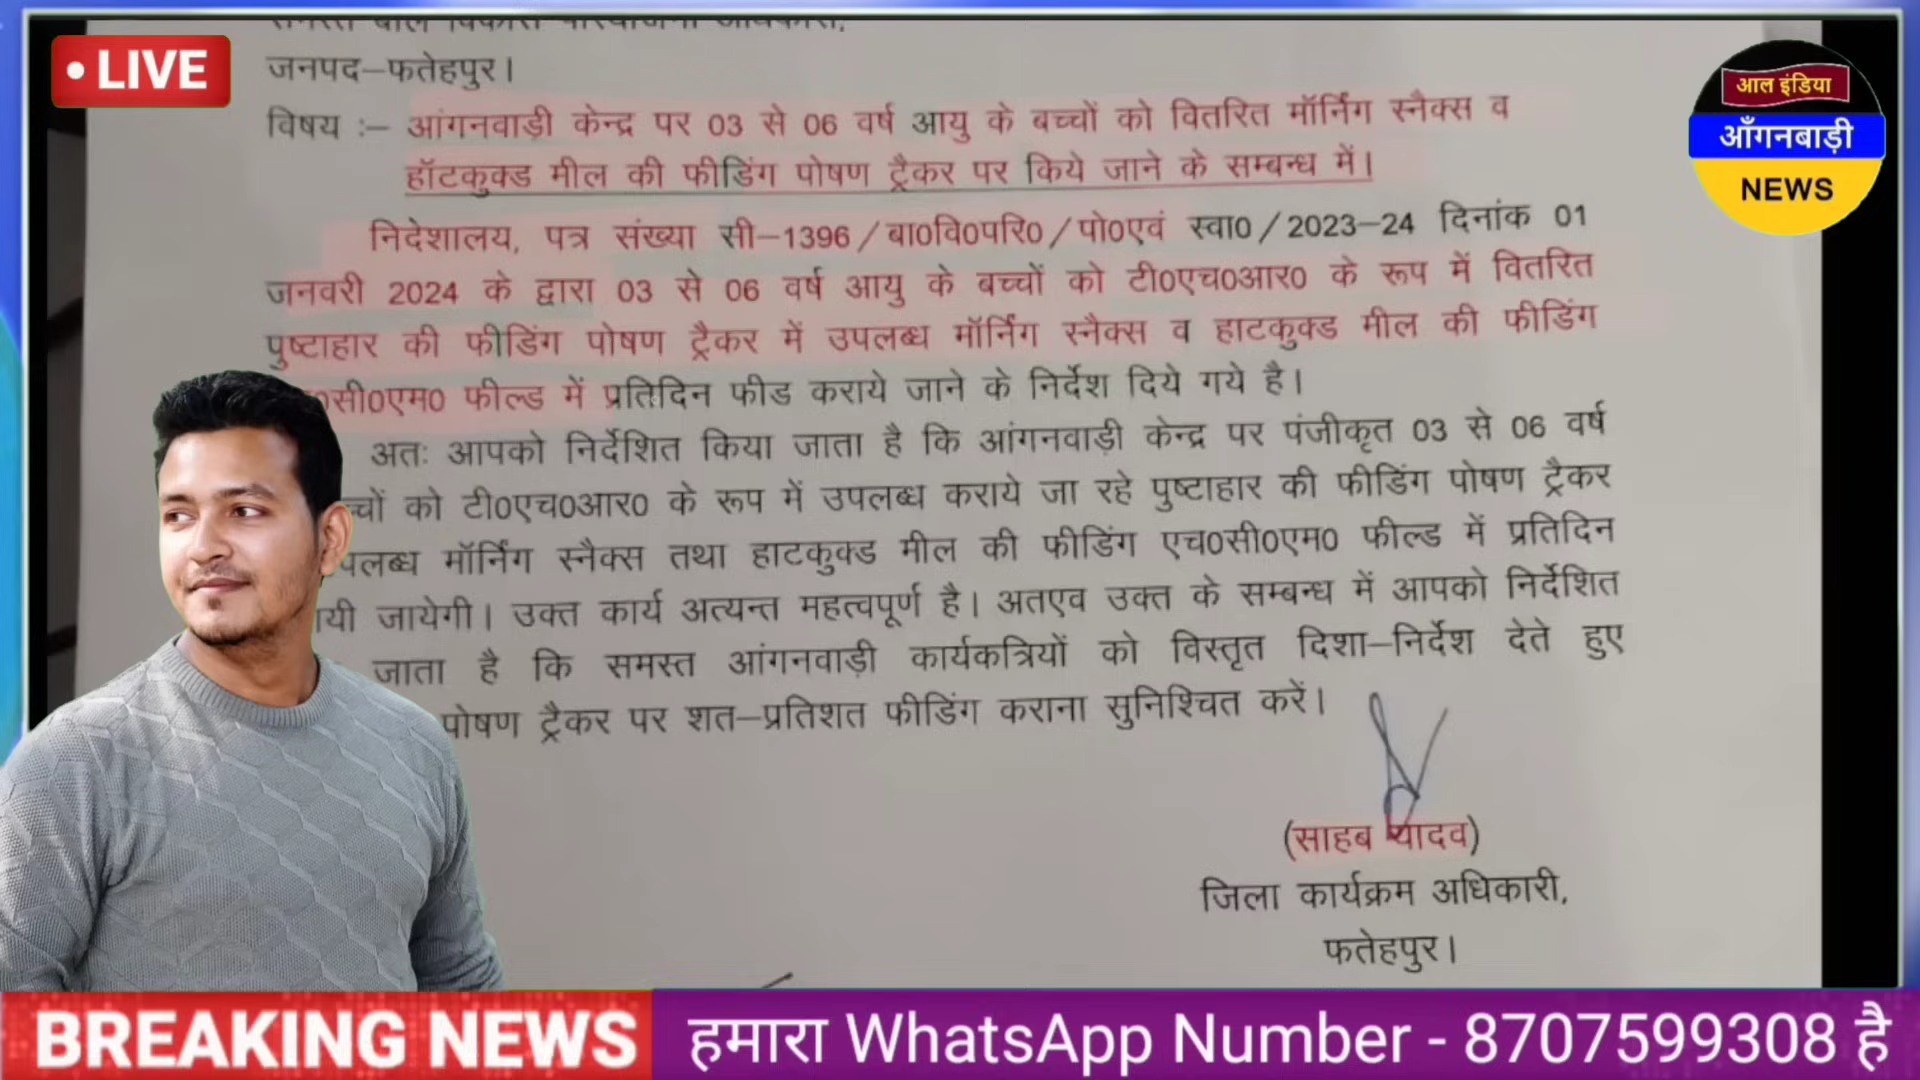 • LIVE
जनपद–फतेहपुर।
विषय :– आंगनवाड़ी केन्द्र पर 03 से 06 वर्ष आयु के बच्चों को वितरित मॉर्निंग स्नैक्स व
हॉटकुक्ड मील की फीडिंग पोषण ट्रैकर पर किये जाने के सम्बन्ध में।
निदेशालय, पत्र संख्या सी–1396/बा0वि0परि0/पो0एवं स्वा0/2023–24 दिनांक 01
जनवरी 2024 के द्वारा 03 से 06 वर्ष आयु के बच्चों को टी0एच0आर0 के रूप में वितरित
पुष्टाहार की फीडिंग पोषण ट्रैकर में उपलब्ध मॉर्निंग स्नैक्स व हाटकुक्ड मील की फीडिंग
0सी0एम0 फील्ड में प्रतिदिन फीड कराये जाने के निर्देश दिये गये है।
अतः आपको निर्देशित किया जाता है कि आंगनवाड़ी केन्द्र पर पंजीकृत 03 से 06 वर्ष
च्चों को टी0एच0आर0 के रूप में उपलब्ध कराये जा रहे पुष्टाहार की फीडिंग पोषण ट्रैकर
पलब्ध मॉर्निंग स्नैक्स तथा हाटकुक्ड मील की फीडिंग एच0सी0एम0 फील्ड में प्रतिदिन
यी जायेगी। उक्त कार्य अत्यन्त महत्वपूर्ण है। अतएव उक्त के सम्बन्ध में आपको निर्देशित
जाता है कि समस्त आंगनवाड़ी कार्यकत्रियों को विस्तृत दिशा–निर्देश देते हुए
पोषण ट्रैकर पर शत–प्रतिशत फीडिंग कराना सुनिश्चित करें।
(साहब यादव)
जिला कार्यक्रम अधिकारी,
फतेहपुर।
आल इंडिया
आँगनबाड़ी
NEWS
BREAKING NEWS
हमारा WhatsApp Number - 8707599308 है